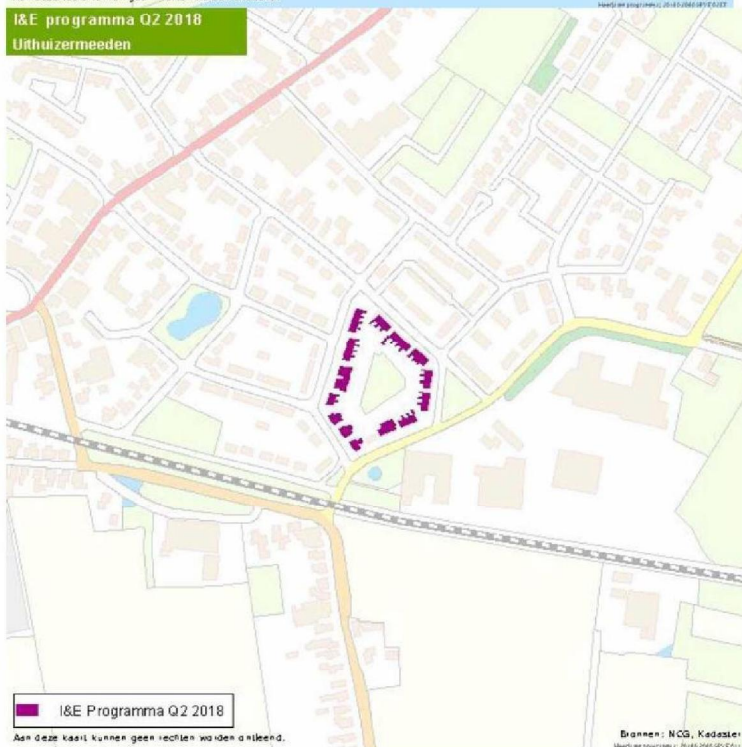 I&E programma Q2 2018
Uithuizermeeden
I&E Programma Q2 2018
Aan deze kaart kunnen geen rechten worden ontleend.
Bronnen: NCG, Kadaster